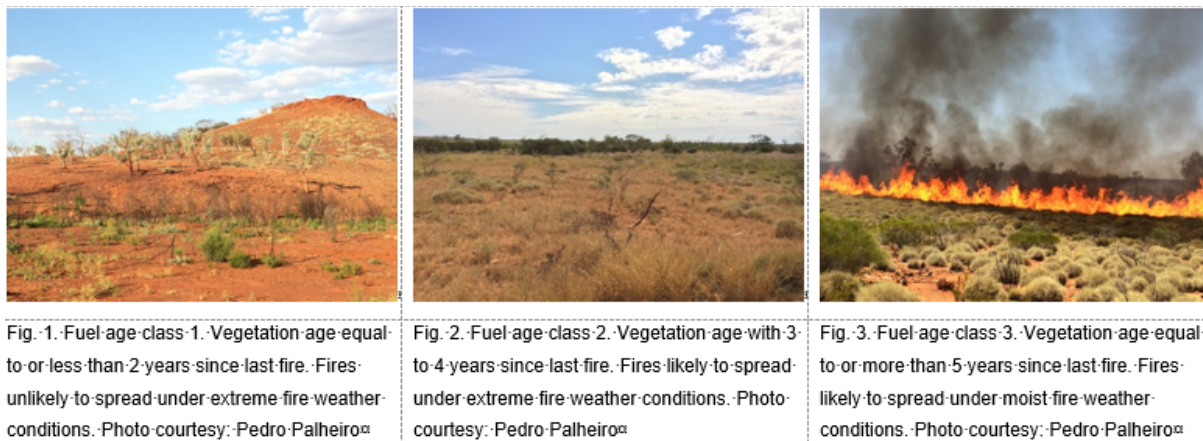 Fig. 1. Fuel age class 1. Vegetation age equal
to or less than 2 years since last fire. Fires
unlikely to spread under extreme fire weather
conditions. Photo courtesy: Pedro Palheiro¤
Fig. 2. Fuel age class 2. Vegetation age with 3
to 4 years since last fire. Fires likely to spread
under extreme fire weather conditions. Photo
courtesy: Pedro Palheiro¤
Fig. 3. Fuel age class 3. Vegetation age equal
to or more than 5 years since last fire. Fires
likely to spread under moist fire weather
conditions. Photo courtesy: Pedro Palheiro¤